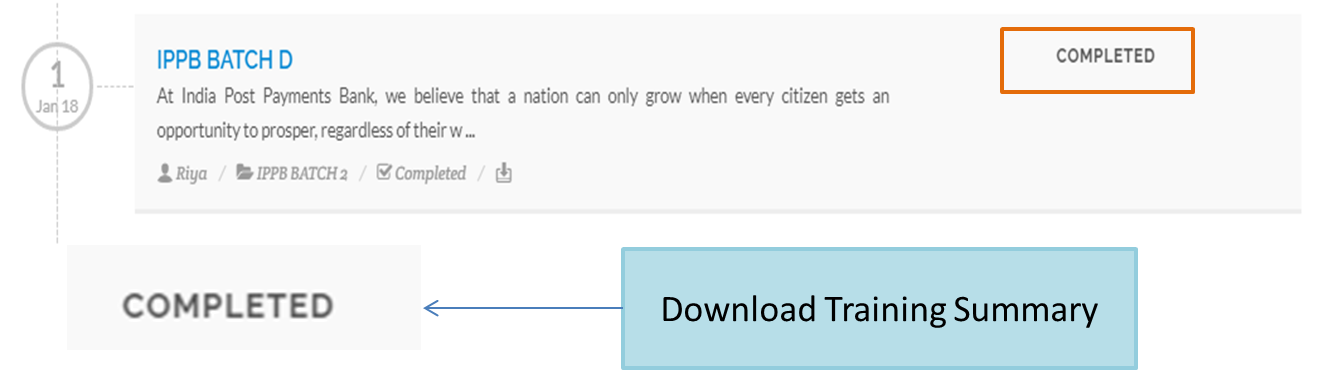 1
Jan 18
IPPB BATCH D
COMPLETED
At India Post Payments Bank, we believe that a nation can only grow when every citizen gets an
opportunity to prosper, regardless of their w ...
Riya / IPPB BATCH 2 / Completed /
COMPLETED
Download Training Summary